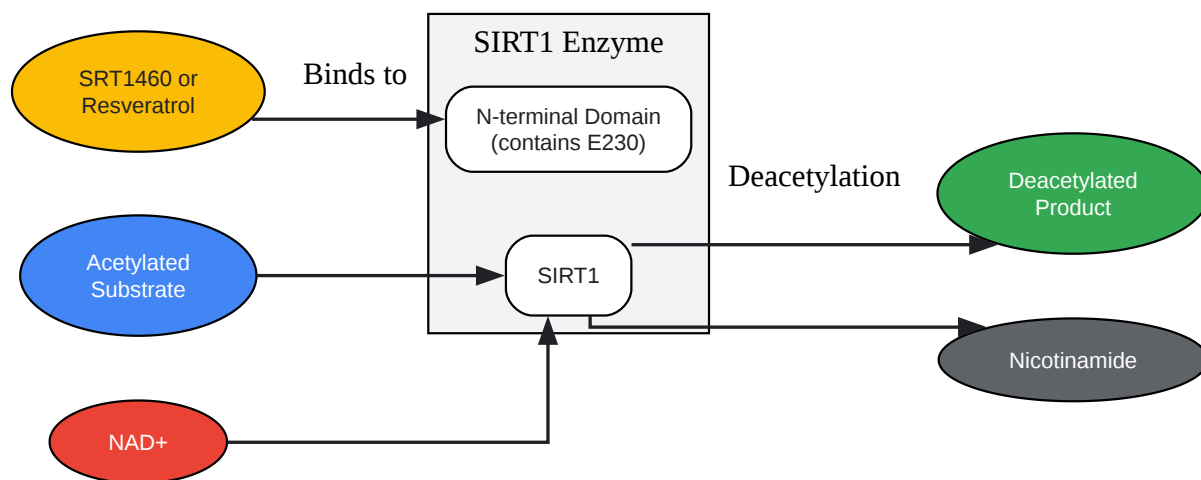 SIRT1 Enzyme
SRT1460 or
Resveratrol
Binds to
N-terminal Domain
(contains E230)
Deacetylation
Deacetylated
Product
Acetylated
Substrate
SIRT1
Nicotinamide
NAD+